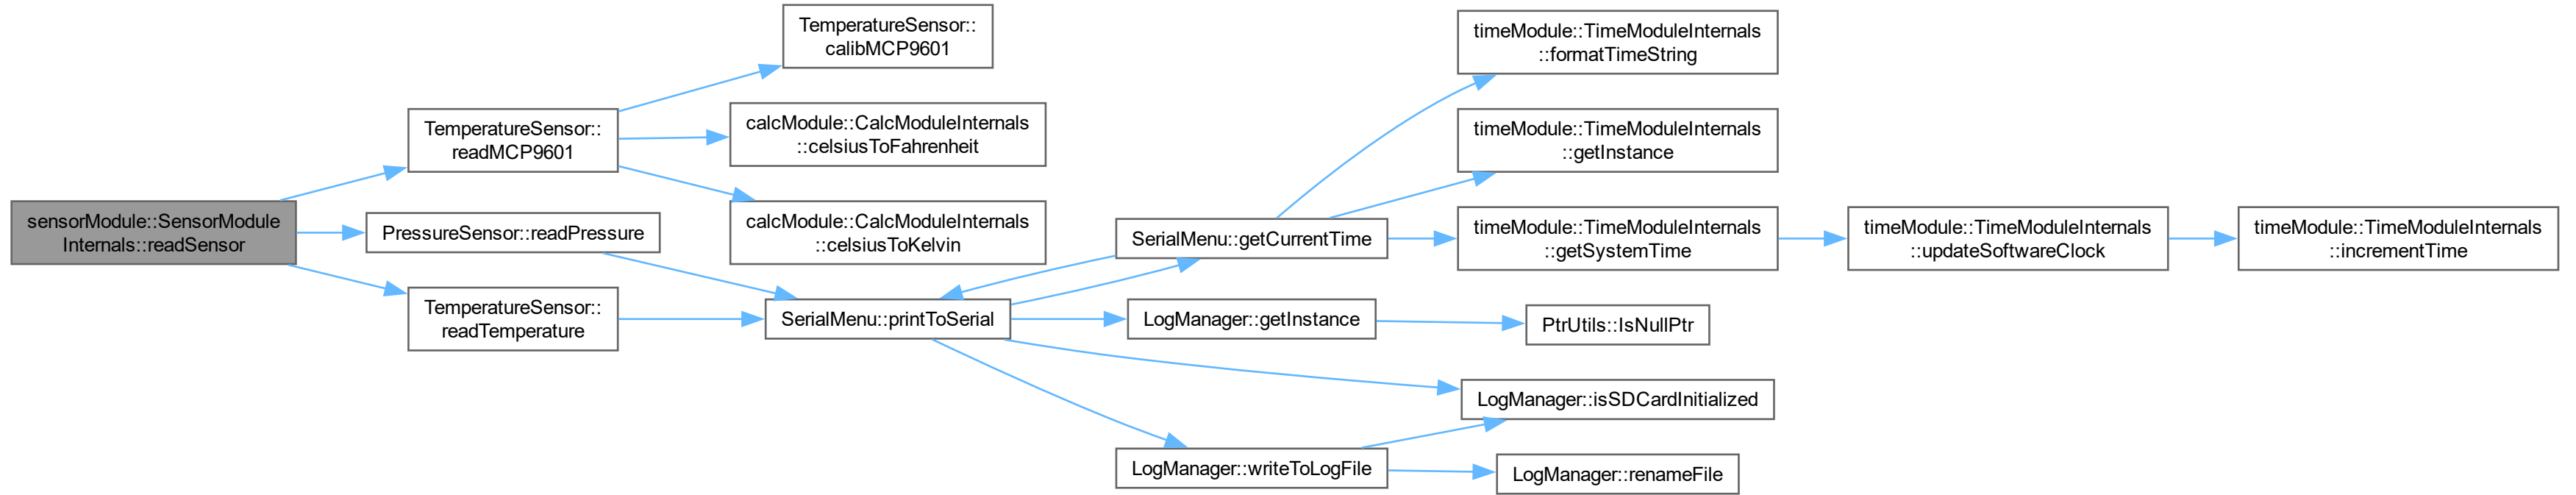 sensorModule::SensorModule
Internals::readSensor
TemperatureSensor::
readMCP9601
PressureSensor::readPressure
TemperatureSensor::
readTemperature
TemperatureSensor::
calibMCP9601
calcModule::CalcModuleInternals
::celsiusToFahrenheit
calcModule::CalcModuleInternals
::celsiusToKelvin
SerialMenu::printToSerial
SerialMenu::getCurrentTime
LogManager::getInstance
LogManager::writeToLogFile
timeModule::TimeModuleInternals
::formatTimeString
timeModule::TimeModuleInternals
::getInstance
timeModule::TimeModuleInternals
::getSystemTime
PtrUtils::IsNullPtr
LogManager::isSDCardInitialized
LogManager::renameFile
timeModule::TimeModuleInternals
::updateSoftwareClock
timeModule::TimeModuleInternals
::incrementTime